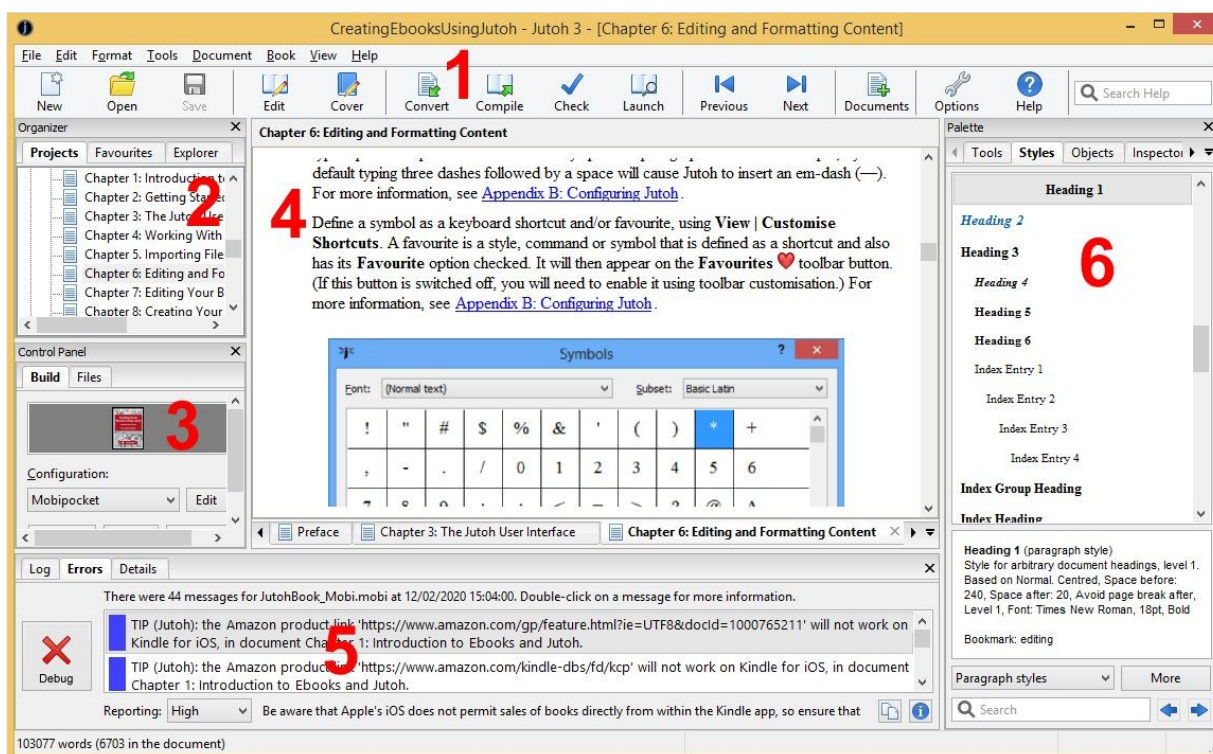 CreatingEbooksUsingJutoh - Jutoh 3 - [Chapter 6: Editing and Formatting Content]
File Edit Format Tools Document Book View Help
1
New Open Save Edit Cover Convert Compile Check Launch Previous Next Documents Options Help Search Help
Organizer
Projects Favourites Explorer
Chapter 1: Introduction to
Chapter 2: Getting Started
Chapter 3: The Jutoh Use
Chapter 4: Working With
Chapter 5. Importing File
Chapter 6: Editing and Fo
Chapter 7: Editing Your B
Chapter 8: Creating Your
2
Control Panel
Build Files
3
Configuration:
Mobipocket Edit
Chapter 6: Editing and Formatting Content
default typing three dashes followed by a space will cause Jutoh to insert an em-dash (—).
For more information, see Appendix B: Configuring Jutoh.
4
Define a symbol as a keyboard shortcut and/or favourite, using View | Customise
Shortcuts. A favourite is a style, command or symbol that is defined as a shortcut and also
has its Favourite option checked. It will then appear on the Favourites ❤ toolbar button.
(If this button is switched off, you will need to enable it using toolbar customisation.) For
more information, see Appendix B: Configuring Jutoh.
Symbols ?
Font: (Normal text) Subset: Basic Latin
! " # $ % & ' ( ) * +
, - . / 0 1 2 3 4 5 6
Preface Chapter 3: The Jutoh User Interface Chapter 6: Editing and Formatting Content
Palette
Tools Styles Objects Inspector
Heading 1
Heading 2
Heading 3
Heading 4
Heading 5
Heading 6
Index Entry 1
Index Entry 2
Index Entry 3
Index Entry 4
Index Group Heading
Index Heading
6
Heading 1 (paragraph style)
Style for arbitrary document headings, level 1.
Based on Normal. Centred, Space before:
240, Space after: 20, Avoid page break after,
Level 1, Font: Times New Roman, 18pt, Bold
Bookmark: editing
Paragraph styles More
Search
Log Errors Details
There were 44 messages for JutohBook_Mobi.mobi at 12/02/2020 15:04:00. Double-click on a message for more information.
Debug
TIP (Jutoh): the Amazon product link 'https://www.amazon.com/gp/feature.html?ie=UTF8&docId=1000765211' will not work on
Kindle for iOS, in document Chapter 1: Introduction to Ebooks and Jutoh.
5
TIP (Jutoh): the Amazon product link 'https://www.amazon.com/kindle-dbs/fd/kcp' will not work on Kindle for iOS, in document
Chapter 1: Introduction to Ebooks and Jutoh.
Reporting: High Be aware that Apple's iOS does not permit sales of books directly from within the Kindle app, so ensure that
103077 words (6703 in the document)